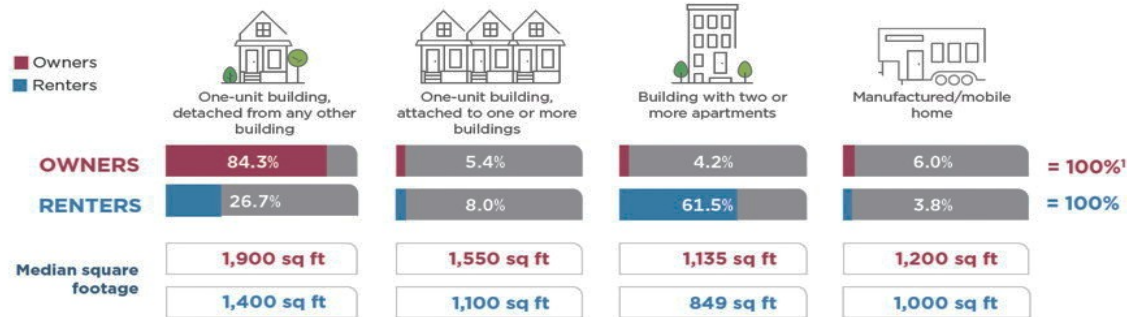 Owners
Renters
One-unit building,
detached from any other
building
One-unit building,
attached to one or more
buildings
Building with two or
more apartments
Manufactured/mobile
home
OWNERS 84.3% 5.4% 4.2% 6.0% = 100%¹
RENTERS 26.7% 8.0% 61.5% 3.8% = 100%
Median square
footage
1,900 sq ft 1,550 sq ft 1,135 sq ft 1,200 sq ft
1,400 sq ft 1,100 sq ft 849 sq ft 1,000 sq ft